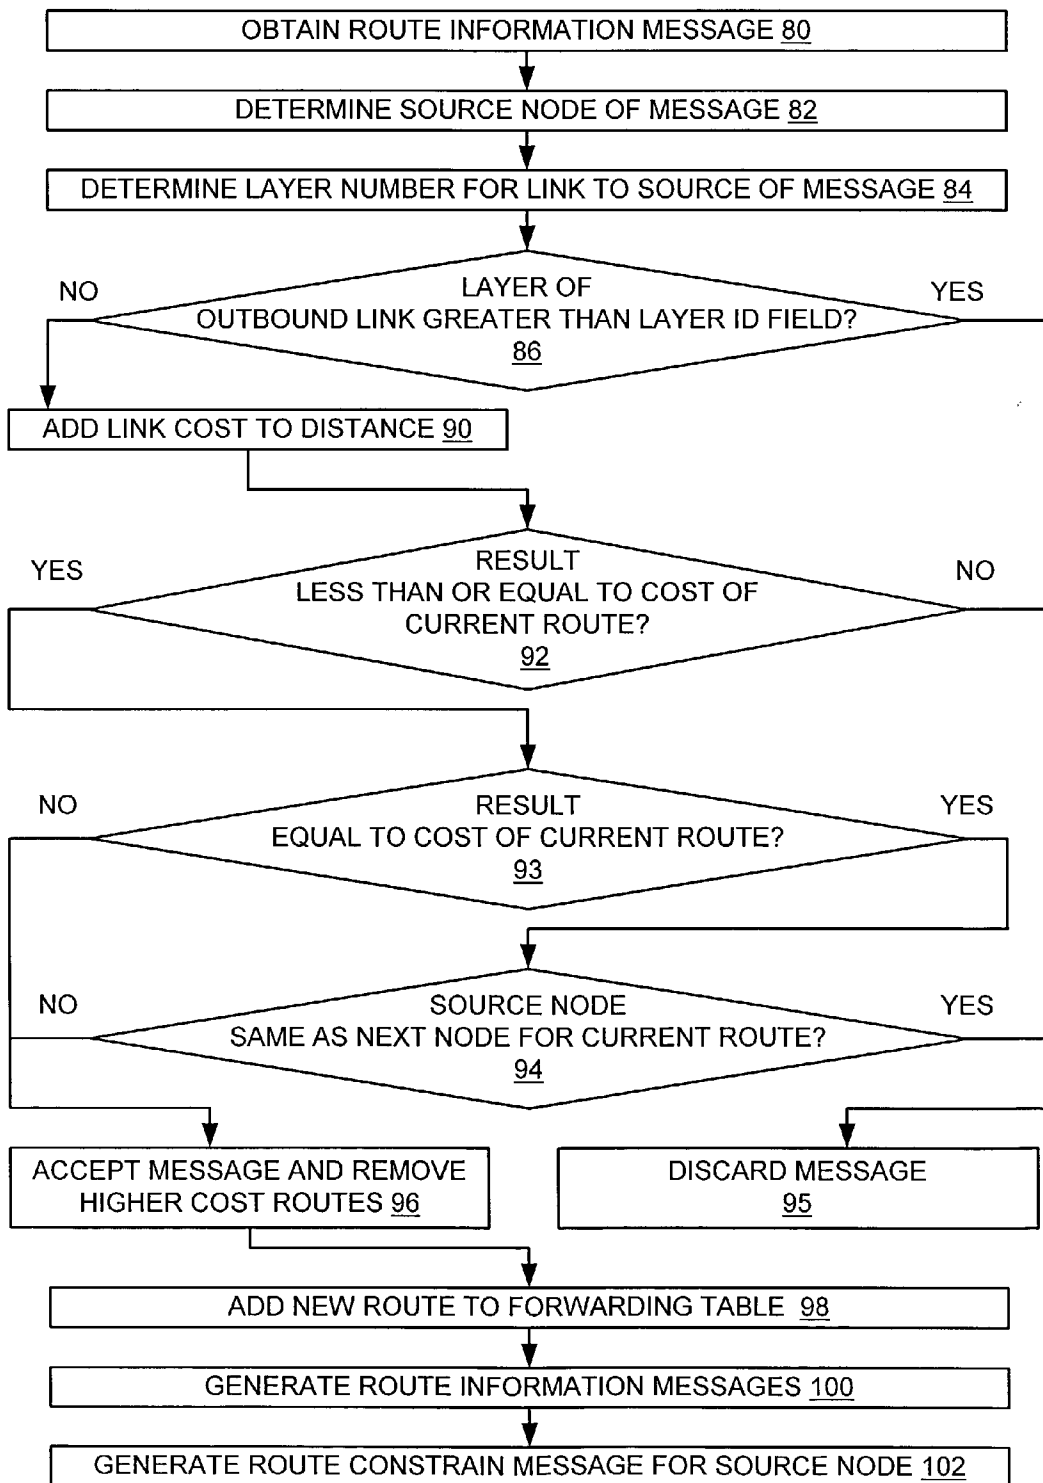 OBTAIN ROUTE INFORMATION MESSAGE 80
DETERMINE SOURCE NODE OF MESSAGE 82
DETERMINE LAYER NUMBER FOR LINK TO SOURCE OF MESSAGE 84
NO
YES
LAYER OF
OUTBOUND LINK GREATER THAN LAYER ID FIELD?
86
ADD LINK COST TO DISTANCE 90
YES
NO
RESULT
LESS THAN OR EQUAL TO COST OF
CURRENT ROUTE?
92
NO
YES
RESULT
EQUAL TO COST OF CURRENT ROUTE?
93
NO
YES
SOURCE NODE
SAME AS NEXT NODE FOR CURRENT ROUTE?
94
ACCEPT MESSAGE AND REMOVE
HIGHER COST ROUTES 96
DISCARD MESSAGE
95
ADD NEW ROUTE TO FORWARDING TABLE 98
GENERATE ROUTE INFORMATION MESSAGES 100
GENERATE ROUTE CONSTRAIN MESSAGE FOR SOURCE NODE 102